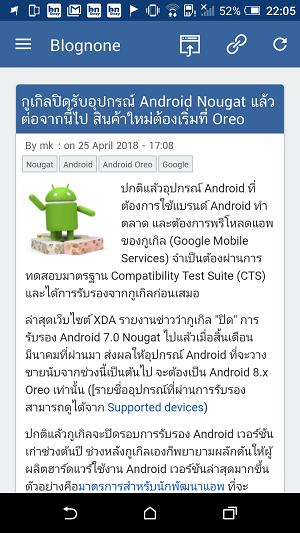 52% 22:05
Blognone
กูเกิลปิดรับอุปกรณ์ Android Nougat แล้ว
ต่อจากนี้ไป สินค้าใหม่ต้องเริ่มที่ Oreo
By mk : on 25 April 2018 - 17:08
Nougat Android Android Oreo Google
ปกติแล้วอุปกรณ์ Android ที่
ต้องการใช้แบรนด์ Android ทำ
ตลาด และต้องการพรีโหลดแอพ
ของกูเกิล (Google Mobile
Services) จำเป็นต้องผ่านการ
ทดสอบมาตรฐาน Compatibility Test Suite (CTS)
และได้การรับรองจากกูเกิลก่อนเสมอ
ล่าสุดเว็บไซต์ XDA รายงานข่าวว่ากูเกิล "ปิด" การ
รับรอง Android 7.0 Nougat ไปแล้วเมื่อสิ้นเดือน
มีนาคมที่ผ่านมา ส่งผลให้อุปกรณ์ Android ที่จะวาง
ขายนับจากช่วงนี้เป็นต้นไป จะต้องเป็น Android 8.x
Oreo เท่านั้น ([รายชื่ออุปกรณ์ที่ผ่านการรับรอง
สามารถดูได้จาก Supported devices)
ปกติแล้วกูเกิลจะปิดรอบการรับรอง Android เวอร์ชัน
เก่าช่วงต้นปี ช่วงหลังกูเกิลเองก็พยายามผลักดันให้ผู้
ผลิตฮาร์ดแวร์ใช้งาน Android เวอร์ชันล่าสุดมากขึ้น
ตัวอย่างคือมาตรการสำหรับนักพัฒนาแอพ ที่จะ